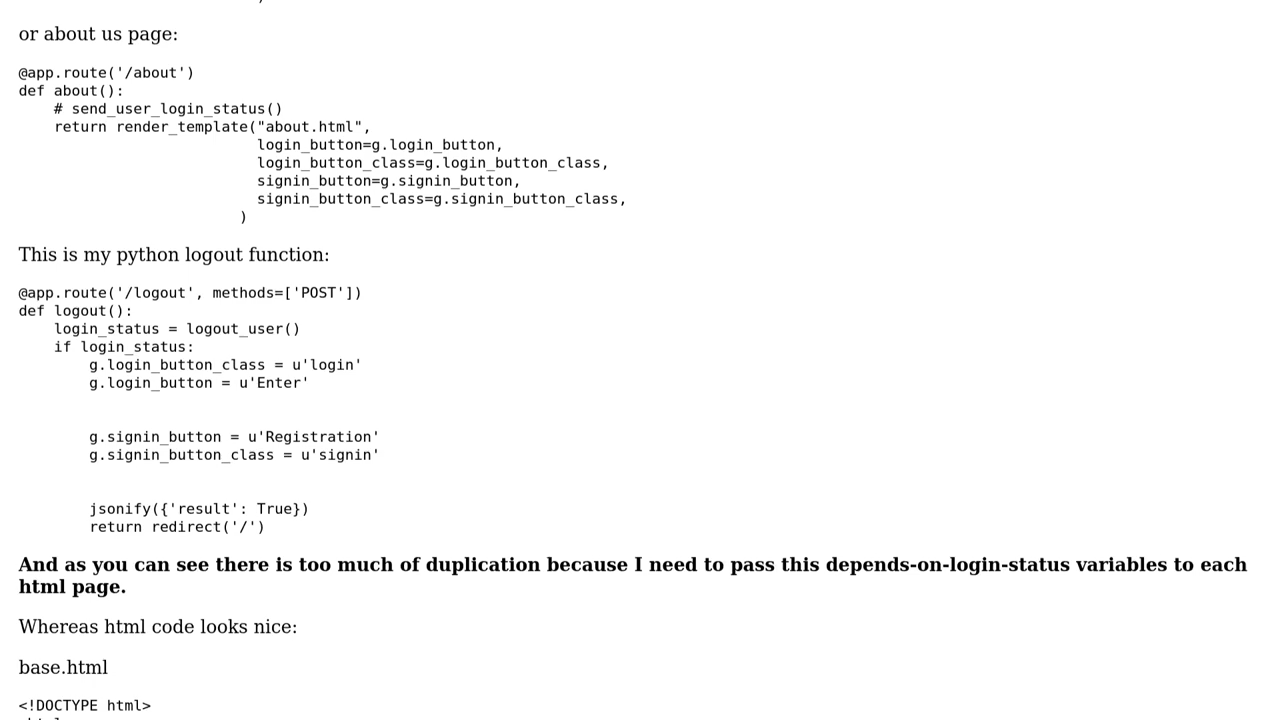 or about us page:
@app.route('/about')
def about():
    # send_user_login_status()
    return render_template("about.html",
                           login_button=g.login_button,
                           login_button_class=g.login_button_class,
                           signin_button=g.signin_button,
                           signin_button_class=g.signin_button_class,
                         )
This is my python logout function:
@app.route('/logout', methods=['POST'])
def logout():
    login_status = logout_user()
    if login_status:
        g.login_button_class = u'login'
        g.login_button = u'Enter'
        g.signin_button = u'Registration'
        g.signin_button_class = u'signin'
        jsonify({'result': True})
        return redirect('/')
And as you can see there is too much of duplication because I need to pass this depends-on-login-status variables to each
html page.
Whereas html code looks nice:
base.html
<!DOCTYPE html>